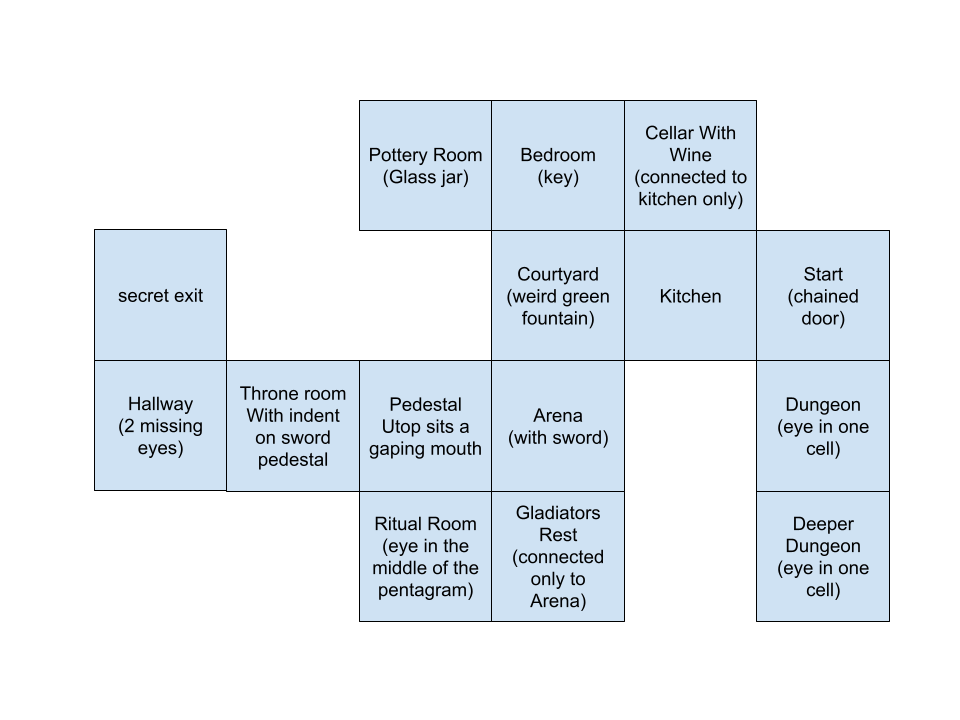 Pottery Room
(Glass jar)
Bedroom
(key)
Cellar With
Wine
(connected to
kitchen only)
secret exit
Courtyard
(weird green
fountain)
Kitchen
Start
(chained
door)
Hallway
(2 missing
eyes)
Throne room
With indent
on sword
pedestal
Pedestal
Utop sits a
gaping mouth
Arena
(with sword)
Dungeon
(eye in one
cell)
Ritual Room
(eye in the
middle of the
pentagram)
Gladiators
Rest
(connected
only to
Arena)
Deeper
Dungeon
(eye in one
cell)